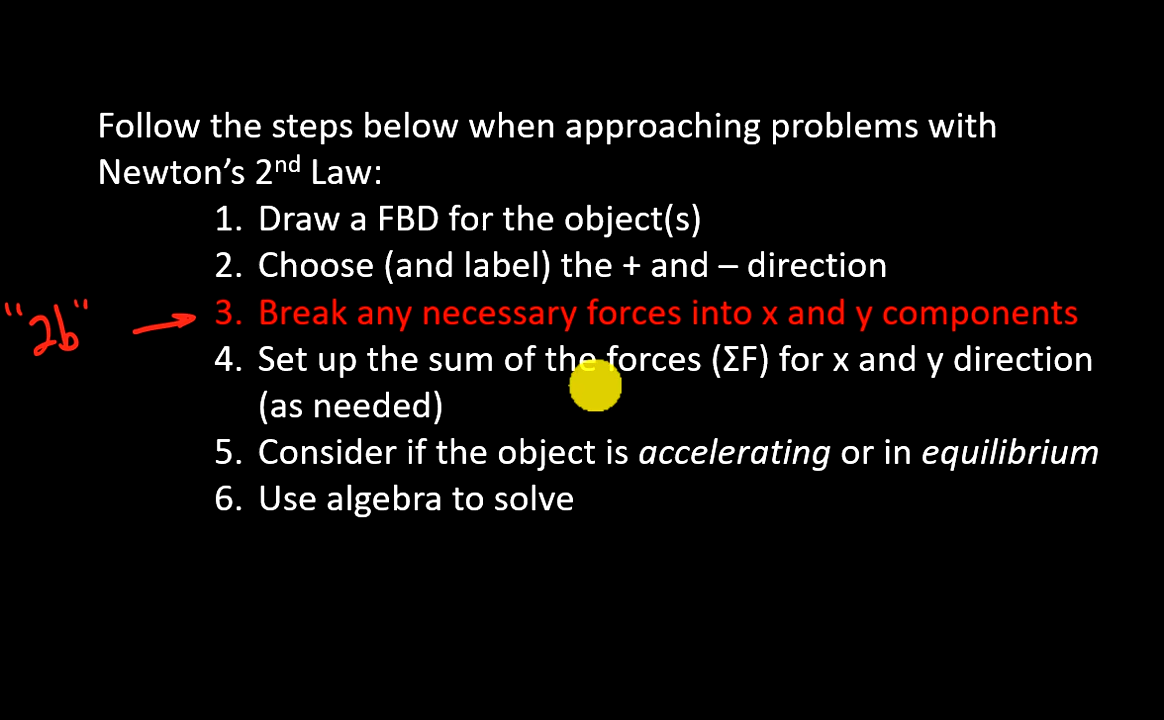 Follow the steps below when approaching problems with
Newton’s 2nd Law:
1. Draw a FBD for the object(s)
2. Choose (and label) the + and – direction
"2b" → 3. Break any necessary forces into x and y components
4. Set up the sum of the forces (ΣF) for x and y direction
(as needed)
5. Consider if the object is accelerating or in equilibrium
6. Use algebra to solve